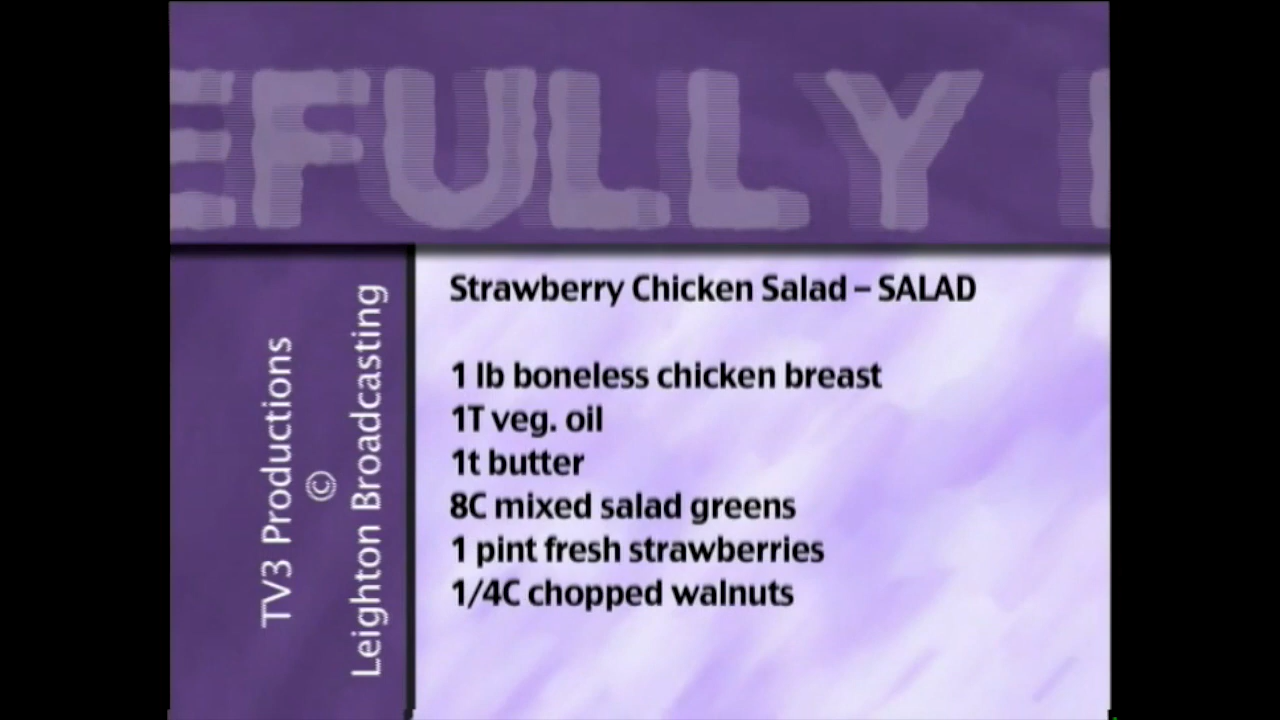 EFULLY
Strawberry Chicken Salad – SALAD
1 lb boneless chicken breast
1T veg. oil
1t butter
8C mixed salad greens
1 pint fresh strawberries
1/4C chopped walnuts
TV3 Productions
©
Leighton Broadcasting